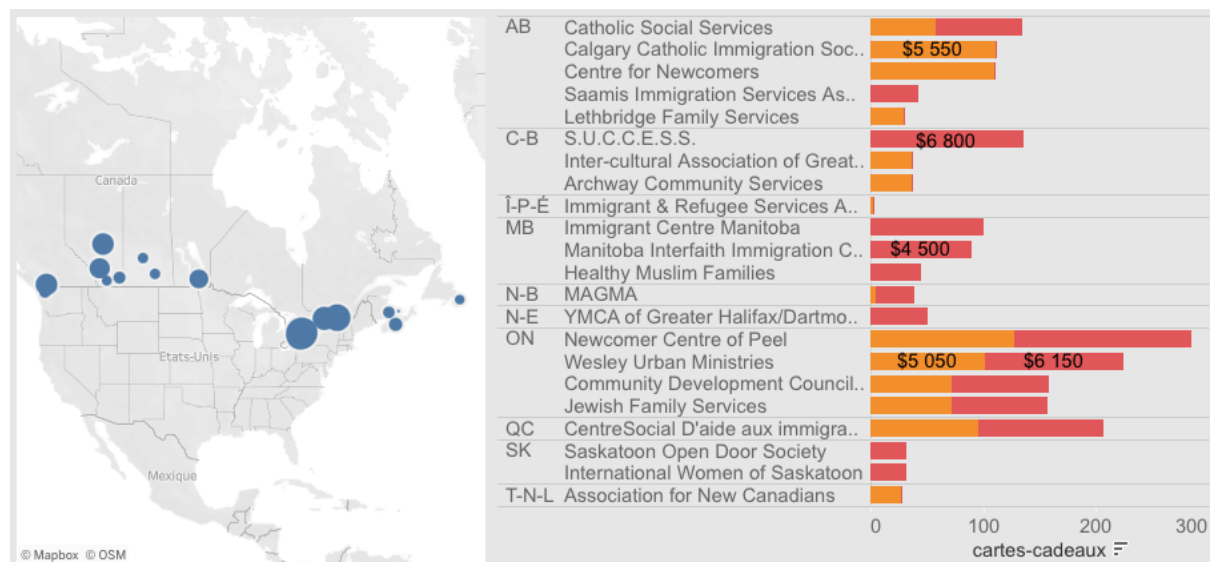 Canada
Etats-Unis
Mexique
© Mapbox © OSM
AB Catholic Social Services
Calgary Catholic Immigration Soc.. $5 550
Centre for Newcomers
Saamis Immigration Services As..
Lethbridge Family Services
C-B S.U.C.C.E.S.S. $6 800
Inter-cultural Association of Great..
Archway Community Services
Î-P-É Immigrant & Refugee Services A..
MB Immigrant Centre Manitoba
Manitoba Interfaith Immigration C.. $4 500
Healthy Muslim Families
N-B MAGMA
N-E YMCA of Greater Halifax/Dartmo..
ON Newcomer Centre of Peel
Wesley Urban Ministries $5 050 $6 150
Community Development Council..
Jewish Family Services
QC CentreSocial D'aide aux immigra..
SK Saskatoon Open Door Society
International Women of Saskatoon
T-N-L Association for New Canadians
0 100 200 300
cartes-cadeaux